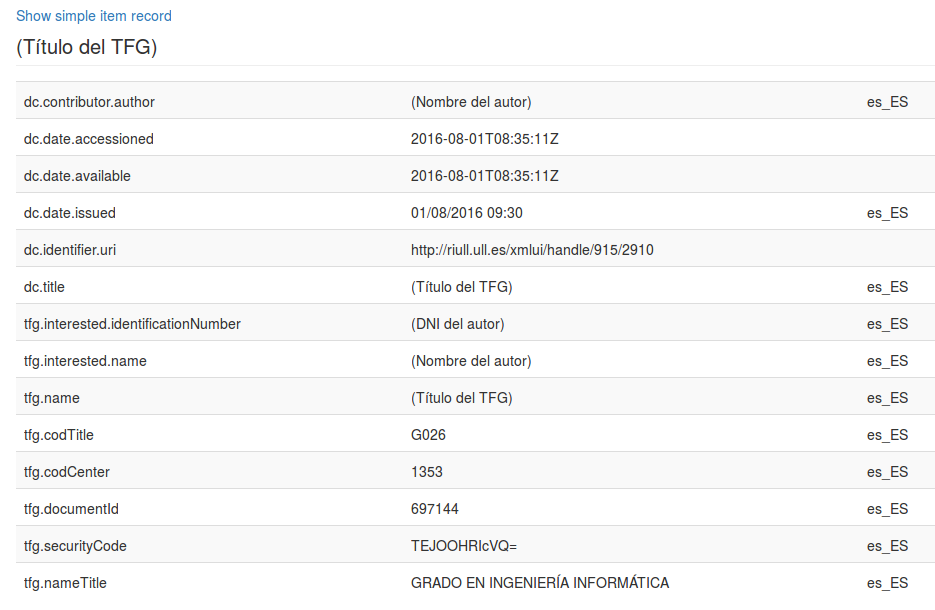 Show simple item record
(Título del TFG)
dc.contributor.author (Nombre del autor) es_ES
dc.date.accessioned 2016-08-01T08:35:11Z
dc.date.available 2016-08-01T08:35:11Z
dc.date.issued 01/08/2016 09:30 es_ES
dc.identifier.uri http://riull.ull.es/xmlui/handle/915/2910
dc.title (Título del TFG) es_ES
tfg.interested.identificationNumber (DNI del autor) es_ES
tfg.interested.name (Nombre del autor) es_ES
tfg.name (Título del TFG) es_ES
tfg.codTitle G026 es_ES
tfg.codCenter 1353 es_ES
tfg.documentId 697144 es_ES
tfg.securityCode TEJOOHRIcVQ= es_ES
tfg.nameTitle GRADO EN INGENIERÍA INFORMÁTICA es_ES